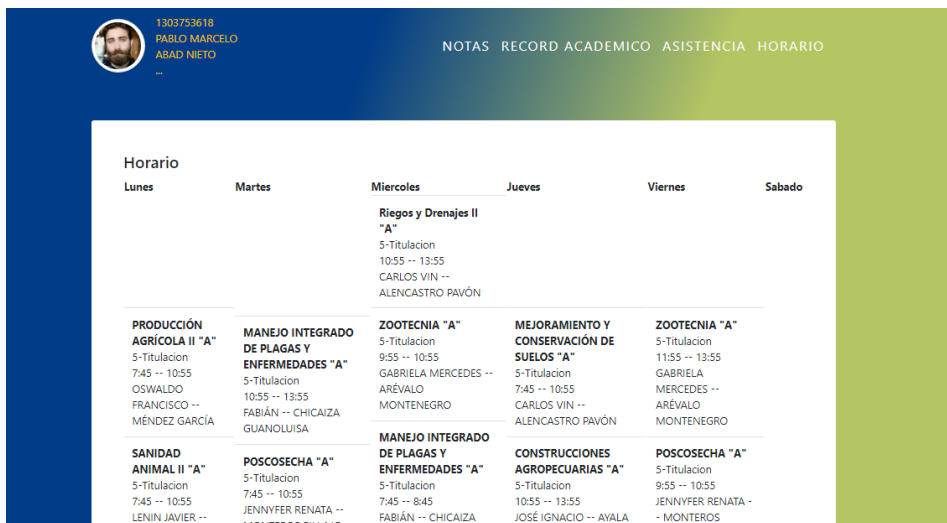 1303753618
PABLO MARCELO
ABAD NIETO
...
NOTAS RECORD ACADEMICO ASISTENCIA HORARIO
Horario
Lunes Martes Miercoles Jueves Viernes Sabado
Riegos y Drenajes II
"A"
5-Titulacion
10:55 -- 13:55
CARLOS VIN --
ALENCASTRO PAVÓN
PRODUCCIÓN
AGRÍCOLA II "A"
5-Titulacion
7:45 -- 10:55
OSWALDO
FRANCISCO --
MÉNDEZ GARCÍA
MANEJO INTEGRADO
DE PLAGAS Y
ENFERMEDADES "A"
5-Titulacion
10:55 -- 13:55
FABIÁN -- CHICAIZA
GUANOLUISA
ZOOTECNIA "A"
5-Titulacion
9:55 -- 10:55
GABRIELA MERCEDES --
ARÉVALO
MONTENEGRO
MEJORAMIENTO Y
CONSERVACIÓN DE
SUELOS "A"
5-Titulacion
7:45 -- 10:55
CARLOS VIN --
ALENCASTRO PAVÓN
ZOOTECNIA "A"
5-Titulacion
11:55 -- 13:55
GABRIELA
MERCEDES --
ARÉVALO
MONTENEGRO
SANIDAD
ANIMAL II "A"
5-Titulacion
7:45 -- 10:55
LENIN JAVIER --
POSCOSECHA "A"
5-Titulacion
7:45 -- 10:55
JENNYFER RENATA --
MANEJO INTEGRADO
DE PLAGAS Y
ENFERMEDADES "A"
5-Titulacion
7:45 -- 8:45
FABIÁN -- CHICAIZA
CONSTRUCCIONES
AGROPECUARIAS "A"
5-Titulacion
10:55 -- 13:55
JOSÉ IGNACIO -- AYALA
POSCOSECHA "A"
5-Titulacion
9:55 -- 10:55
JENNYFER RENATA -
- MONTEROS